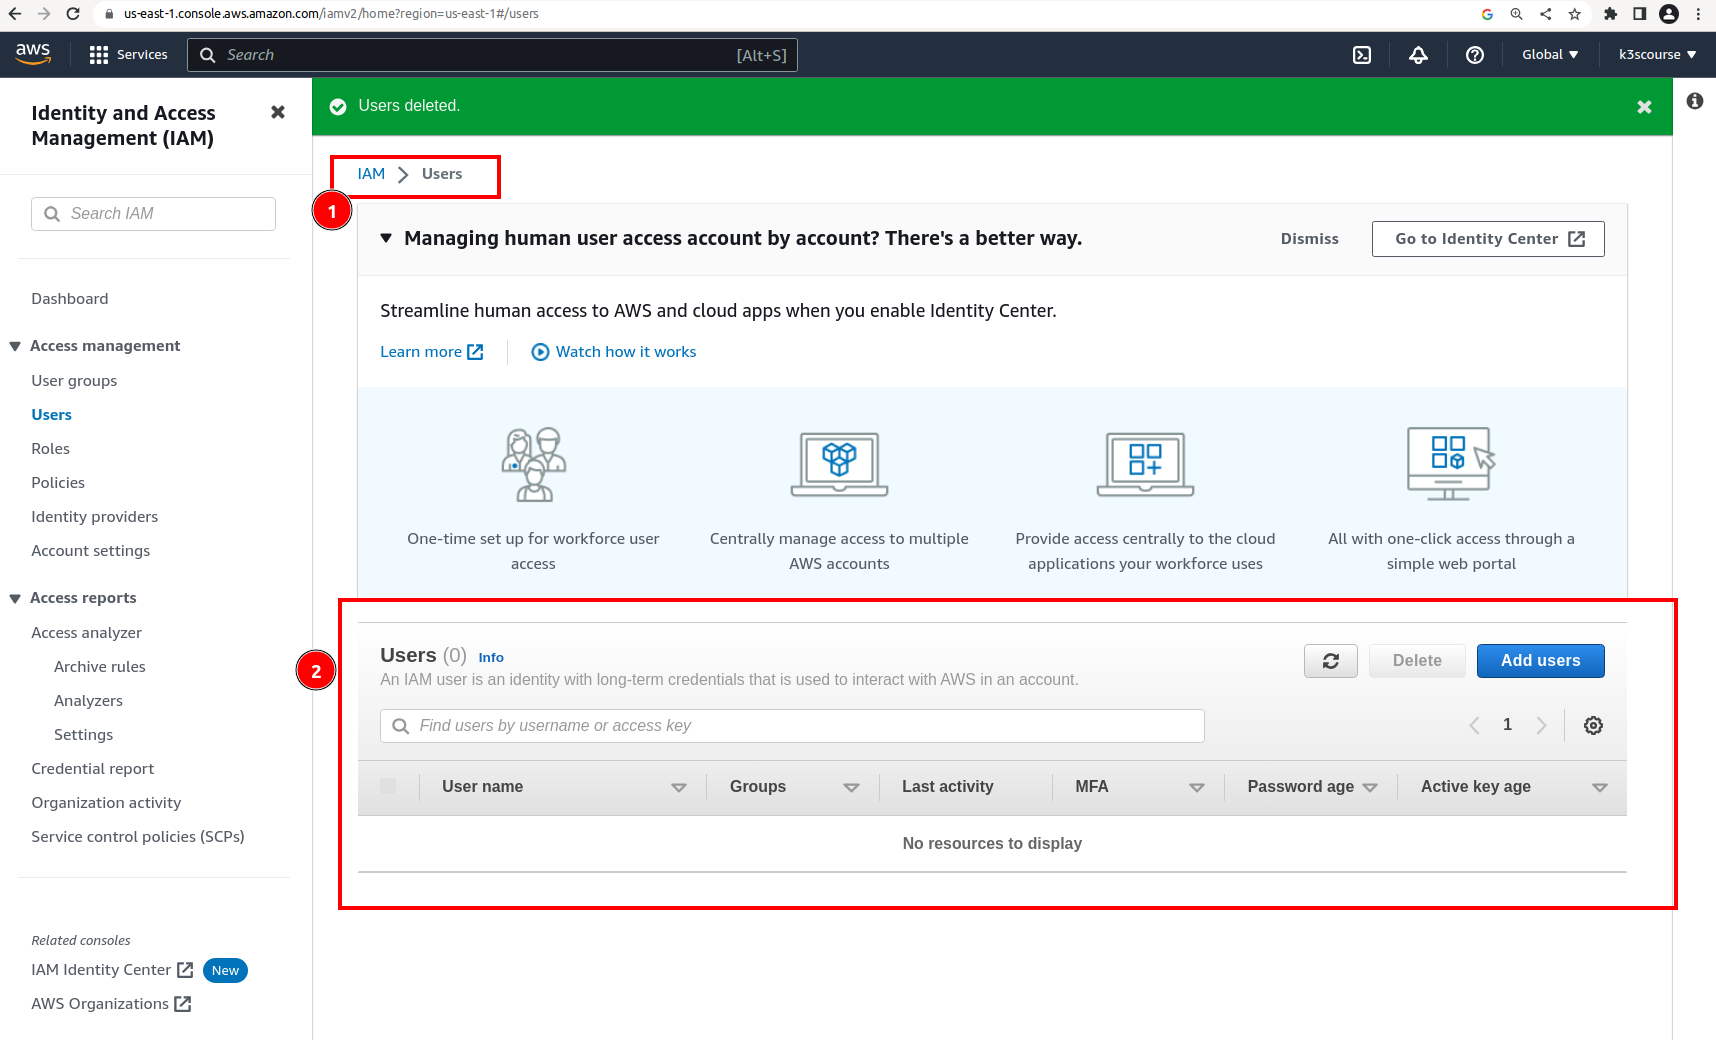 us-east-1.console.aws.amazon.com/iamv2/home?region=us-east-1#/users
aws
Services
Search
[Alt+S]
Global
k3scourse
Identity and Access
Management (IAM)
Search IAM
Dashboard
Access management
User groups
Users
Roles
Policies
Identity providers
Account settings
Access reports
Access analyzer
Archive rules
Analyzers
Settings
Credential report
Organization activity
Service control policies (SCPs)
Related consoles
IAM Identity Center
New
AWS Organizations
Users deleted.
IAM
Users
1
Managing human user access account by account? There's a better way.
Dismiss
Go to Identity Center
Streamline human access to AWS and cloud apps when you enable Identity Center.
Learn more
Watch how it works
One-time set up for workforce user
access
Centrally manage access to multiple
AWS accounts
Provide access centrally to the cloud
applications your workforce uses
All with one-click access through a
simple web portal
2
Users (0) Info
An IAM user is an identity with long-term credentials that is used to interact with AWS in an account.
Delete
Add users
Find users by username or access key
1
User name
Groups
Last activity
MFA
Password age
Active key age
No resources to display